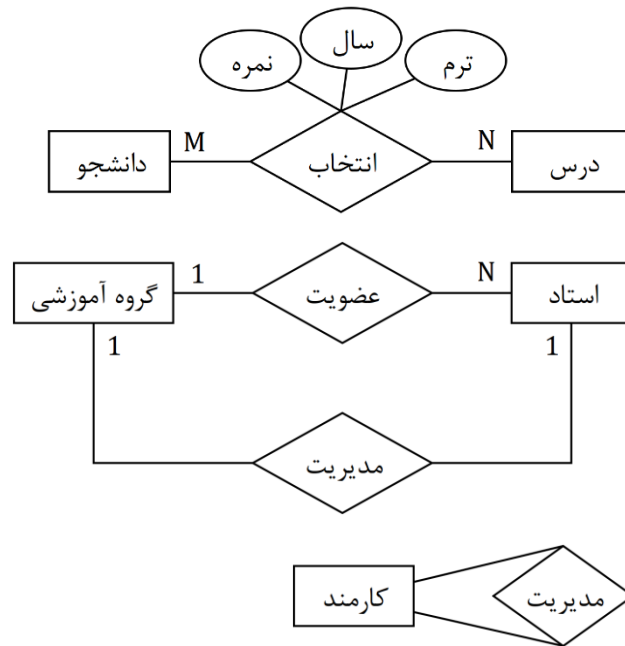 سال
ترم
نمره
درس
N
انتخاب
M
دانشجو
استاد
N
عضویت
1
گروه آموزشی
1
1
مدیریت
مدیریت
کارمند